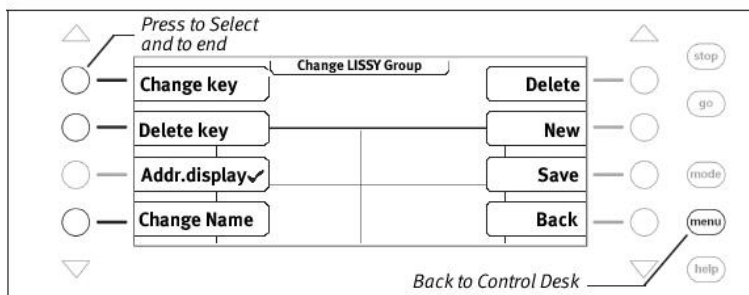 Press to Select
and to end
Change LISSY Group
Change key
Delete
stop
go
Delete key
New
Addr.display✓
Save
mode
Change Name
Back
menu
Back to Control Desk
help